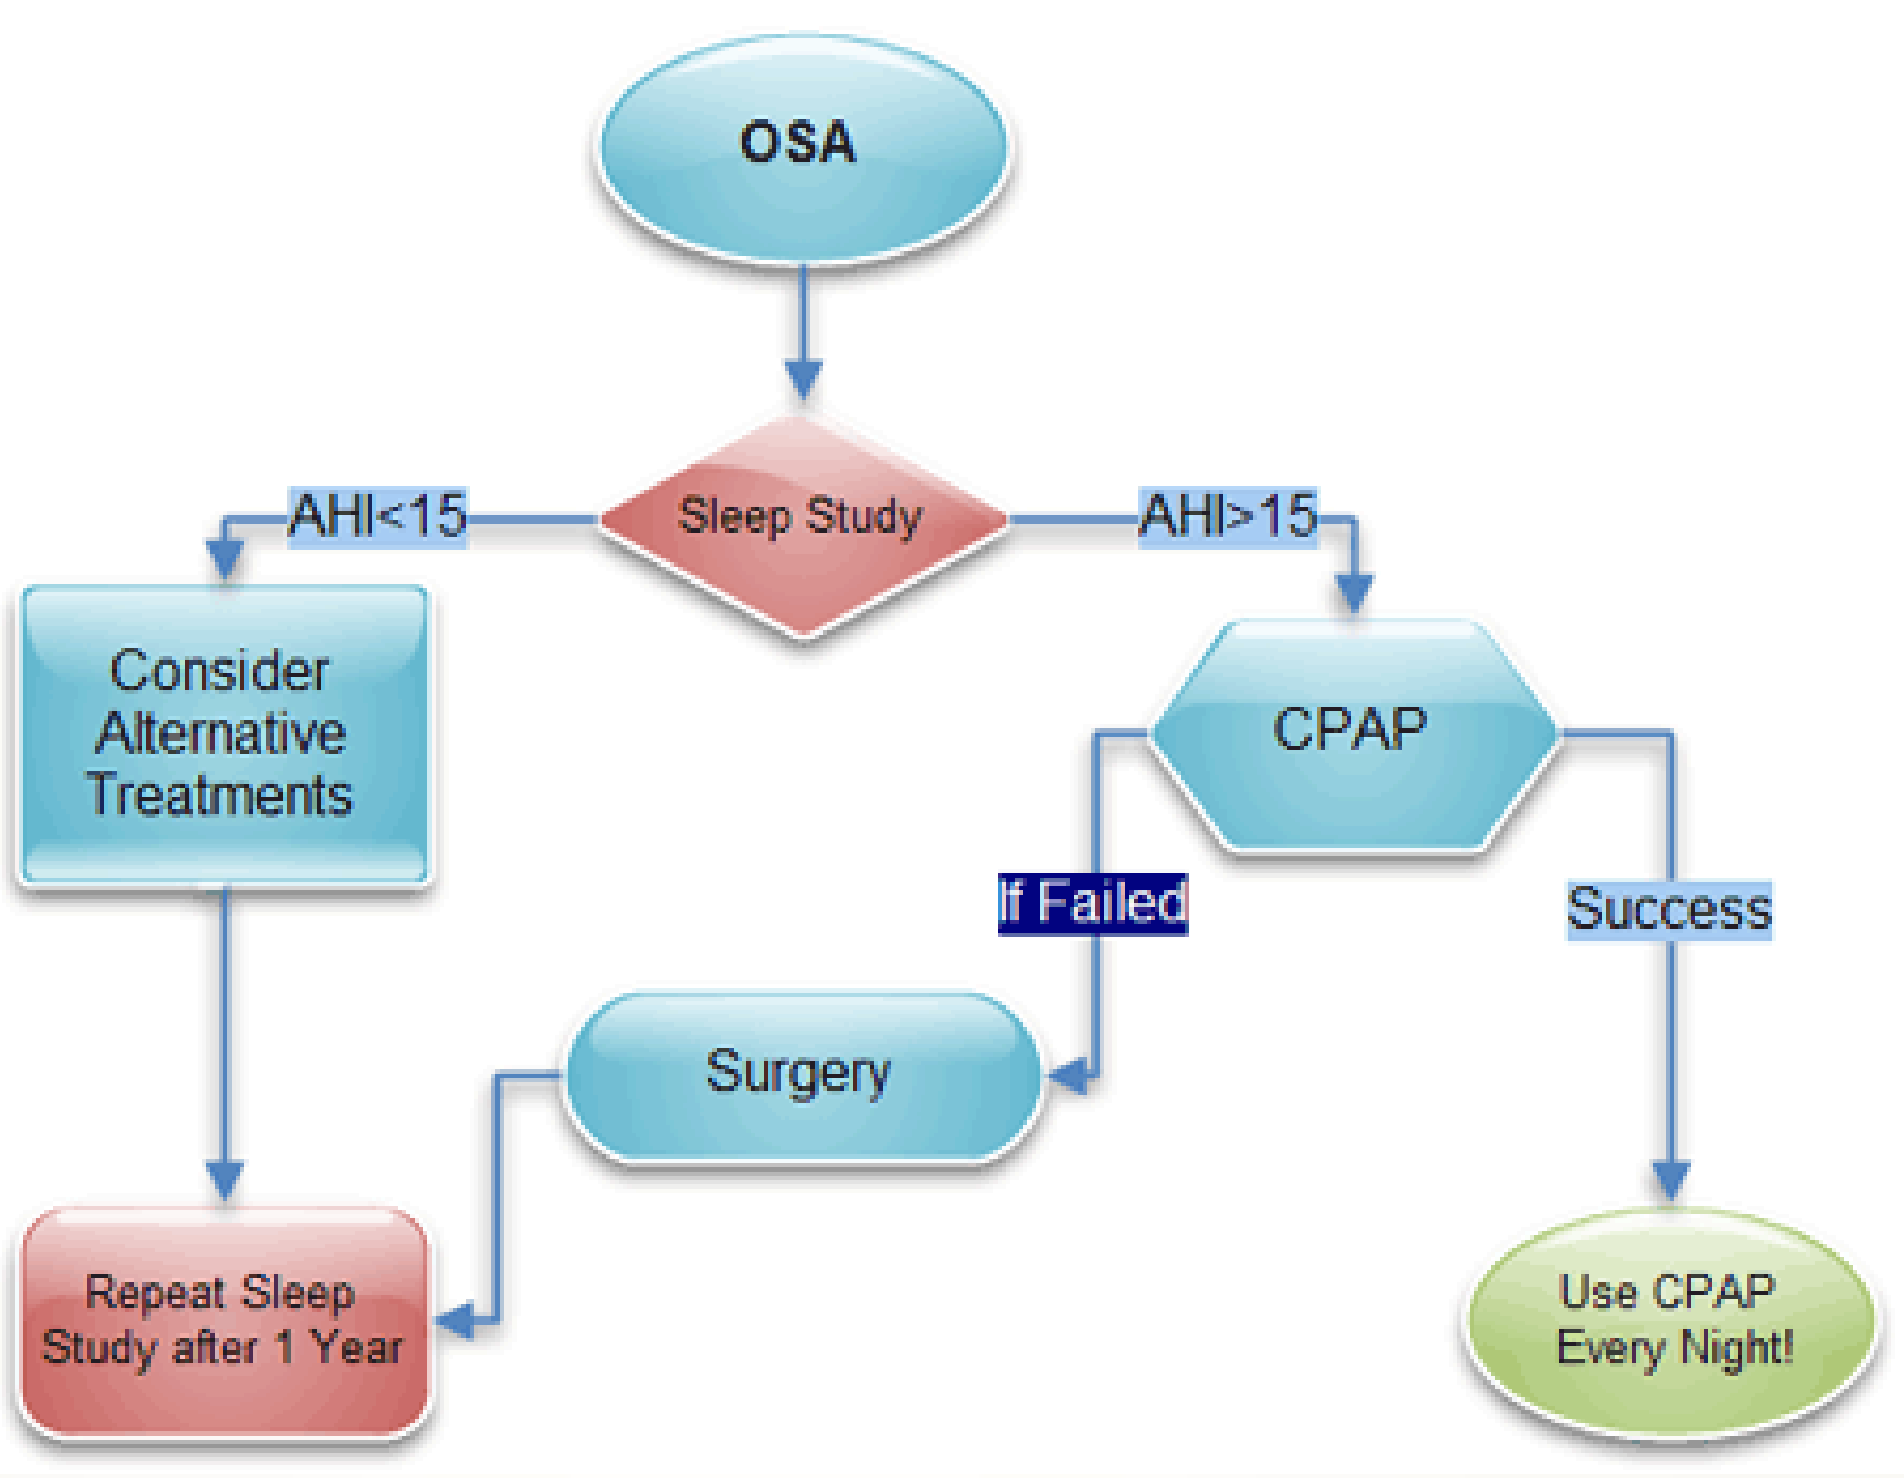 OSA
Sleep Study
AHI<15
AHI>15
Consider
Alternative
Treatments
CPAP
If Failed
Success
Surgery
Repeat Sleep
Study after 1 Year
Use CPAP
Every Night!